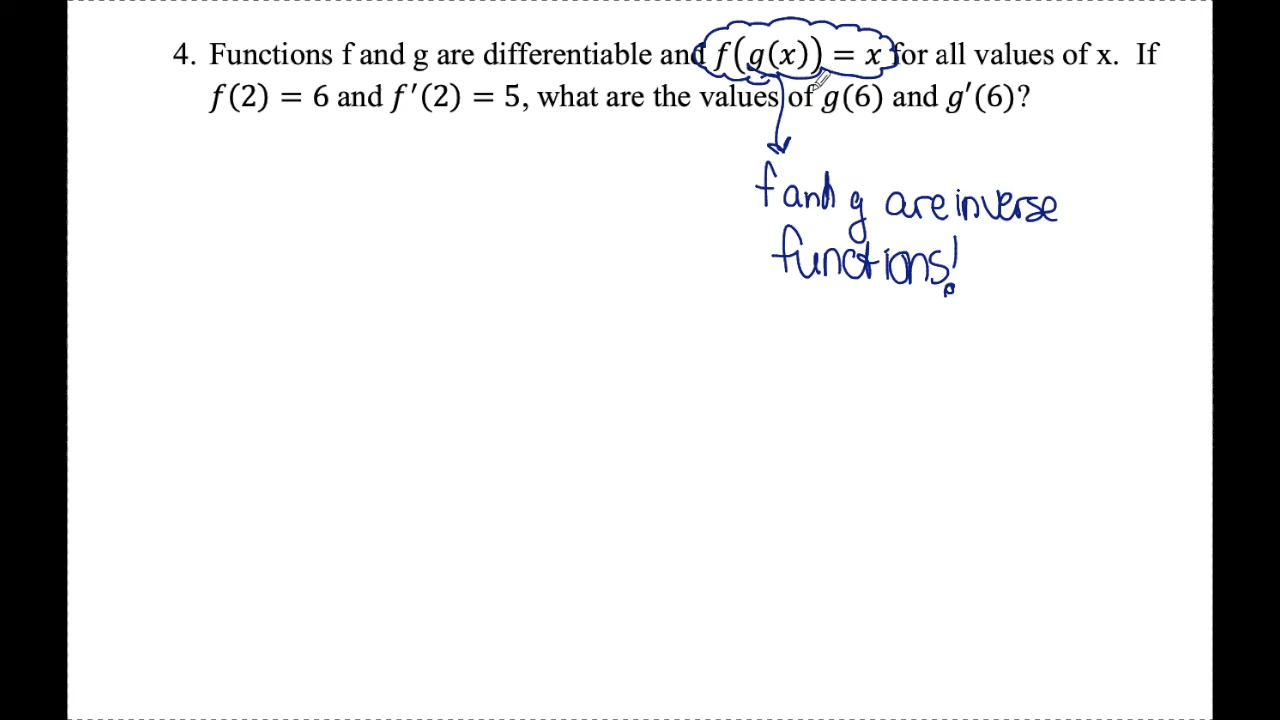 4. Functions f and g are differentiable and f(g(x)) = x for all values of x. If
f(2) = 6 and f′(2) = 5, what are the values of g(6) and g′(6)?
f and g are inverse
functions!